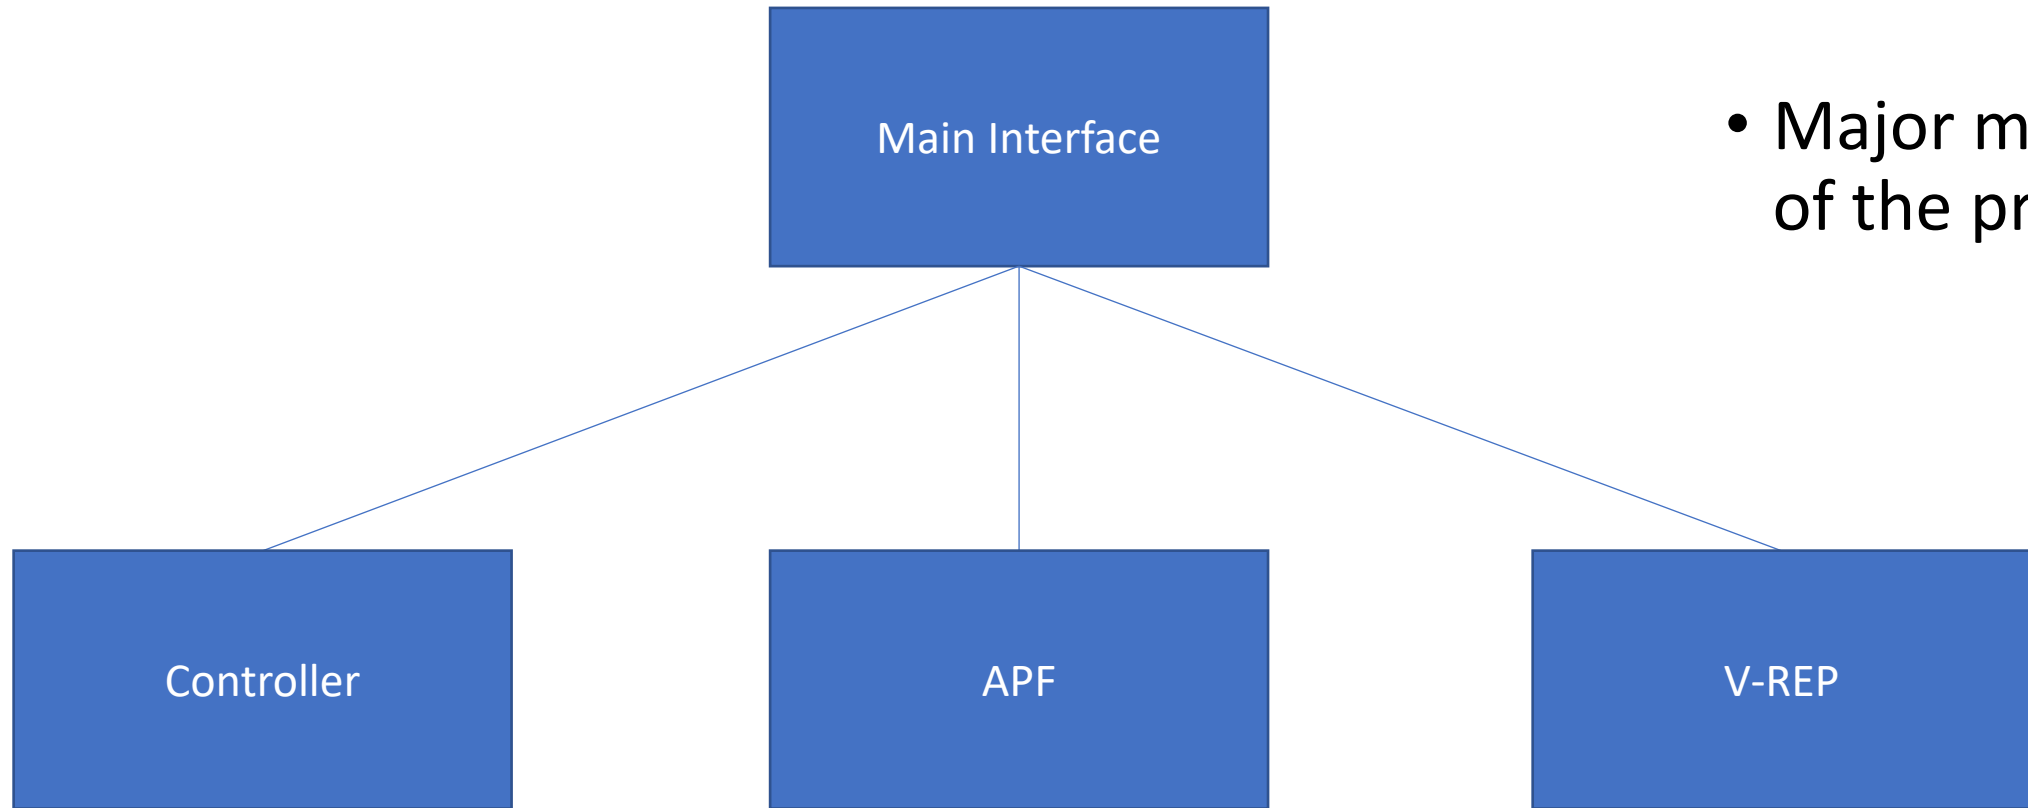 Main Interface
• Major m
of the pr
Controller
APF
V-REP